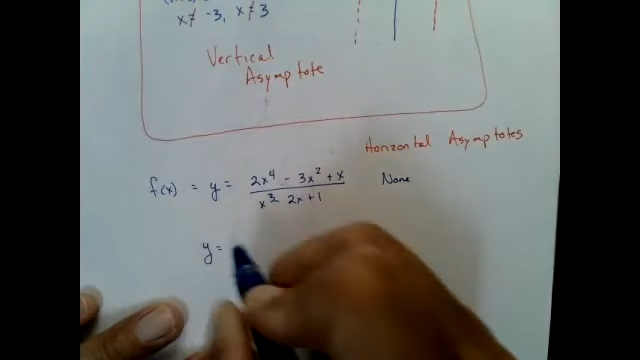 x ≠ -3, x ≠ 3
Vertical
Asymptote
Horizontal Asymptotes
f(x) = y = (2x⁴ - 3x² + x)/(x³ - 2x + 1) None
y =